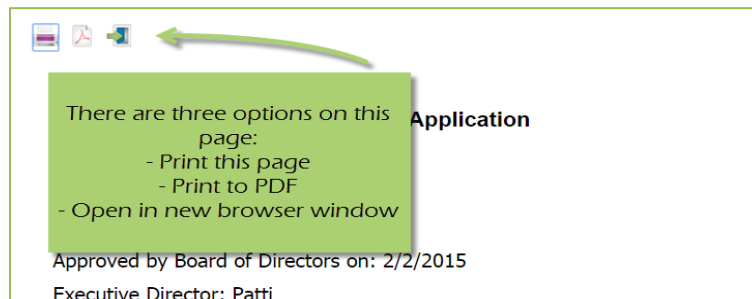 There are three options on this
page:
- Print this page
- Print to PDF
- Open in new browser window
Application
Approved by Board of Directors on: 2/2/2015
Executive Director: Patti